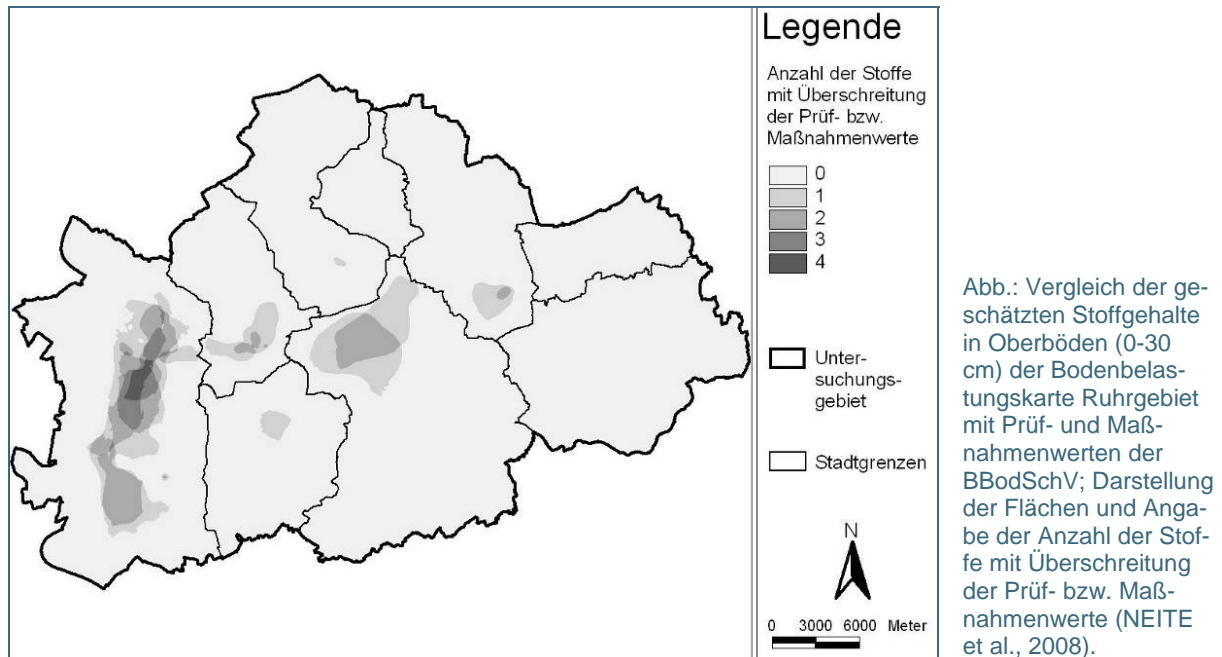 Legende
Anzahl der Stoffe
mit Überschreitung
der Prüf- bzw.
Maßnahmenwerte
0
1
2
3
4
Unter-
suchungs-
gebiet
Stadtgrenzen
N
0 3000 6000 Meter
Abb.: Vergleich der ge-
schätzten Stoffgehalte
in Oberböden (0-30
cm) der Bodenbelas-
tungskarte Ruhrgebiet
mit Prüf- und Maß-
nahmenwerten der
BBodSchV; Darstellung
der Flächen und Anga-
be der Anzahl der Stof-
fe mit Überschreitung
der Prüf- bzw. Maß-
nahmenwerte (NEITE
et al., 2008).